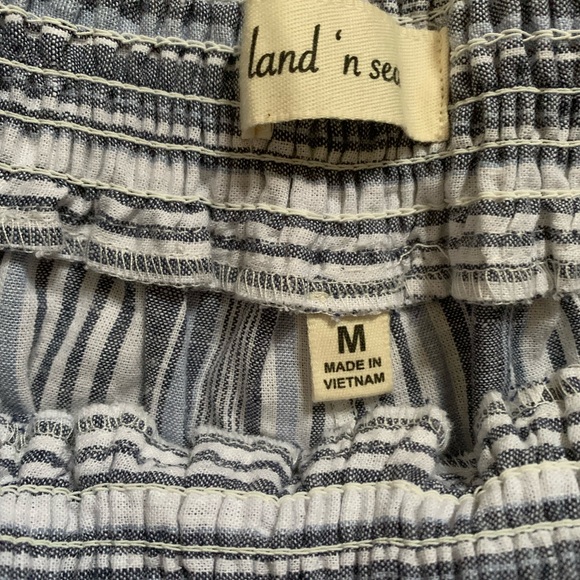 land 'n sea
M
MADE IN
VIETNAM